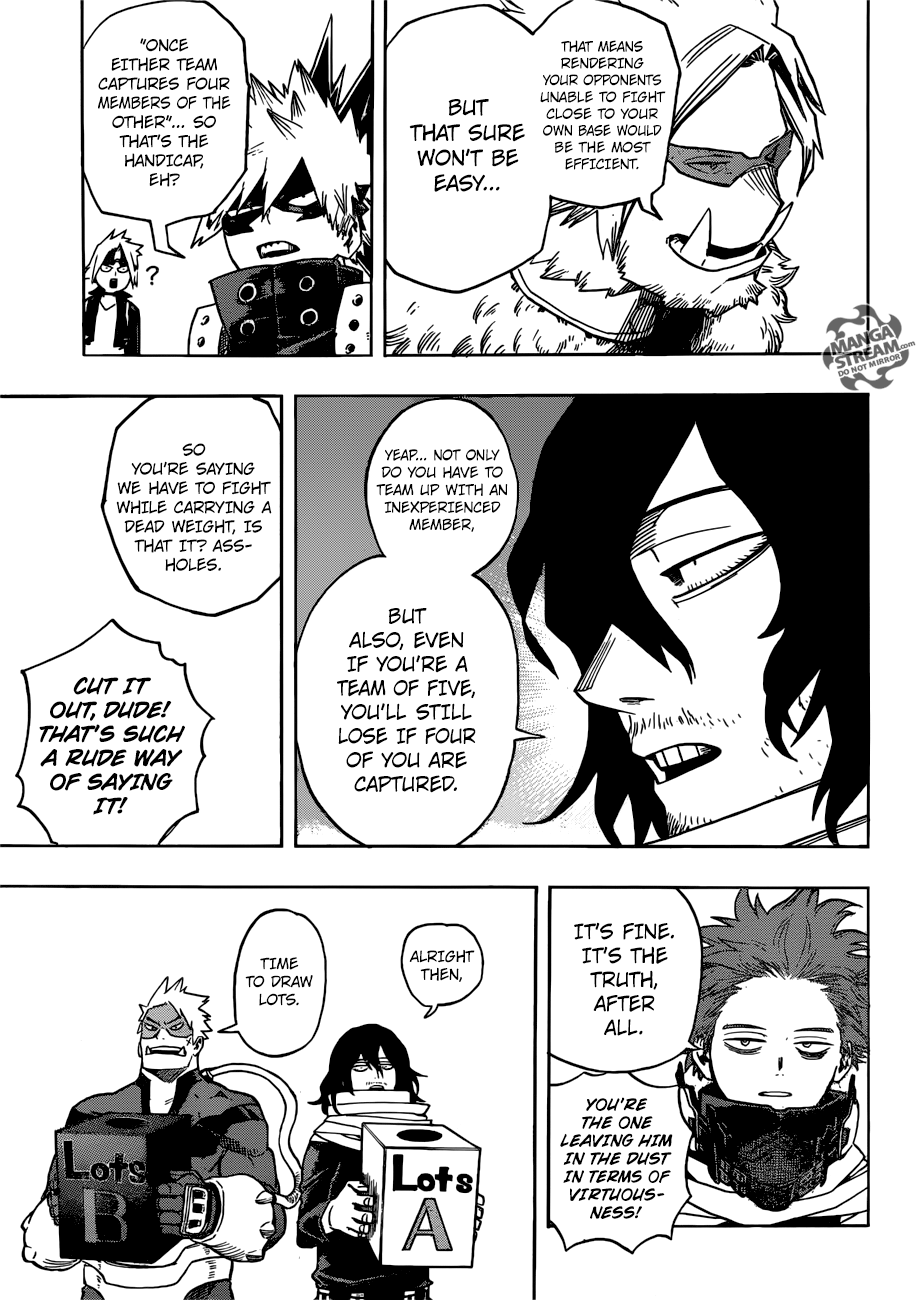 THAT MEANS
RENDERING
YOUR OPPONENTS
UNABLE TO FIGHT
CLOSE TO YOUR
OWN BASE WOULD
BE THE MOST
EFFICIENT.
BUT
THAT SURE
WON'T BE
EASY...
"ONCE
EITHER TEAM
CAPTURES FOUR
MEMBERS OF THE
OTHER"... SO
THAT'S THE
HANDICAP,
EH?
?
MANGA
STREAM.com
DO NOT MIRROR
YEAP... NOT ONLY
DO YOU HAVE TO
TEAM UP WITH AN
INEXPERIENCED
MEMBER,
BUT
ALSO, EVEN
IF YOU'RE A
TEAM OF FIVE,
YOU'LL STILL
LOSE IF FOUR
OF YOU ARE
CAPTURED.
SO
YOU'RE SAYING
WE HAVE TO FIGHT
WHILE CARRYING A
DEAD WEIGHT, IS
THAT IT? ASS-
HOLES.
CUT IT
OUT, DUDE!
THAT'S SUCH
A RUDE WAY
OF SAYING
IT!
IT'S FINE.
IT'S THE
TRUTH,
AFTER
ALL.
YOU'RE
THE ONE
LEAVING HIM
IN THE DUST
IN TERMS OF
VIRTUOUS-
NESS!
ALRIGHT
THEN,
TIME
TO DRAW
LOTS.
Lots
A
Lots
B